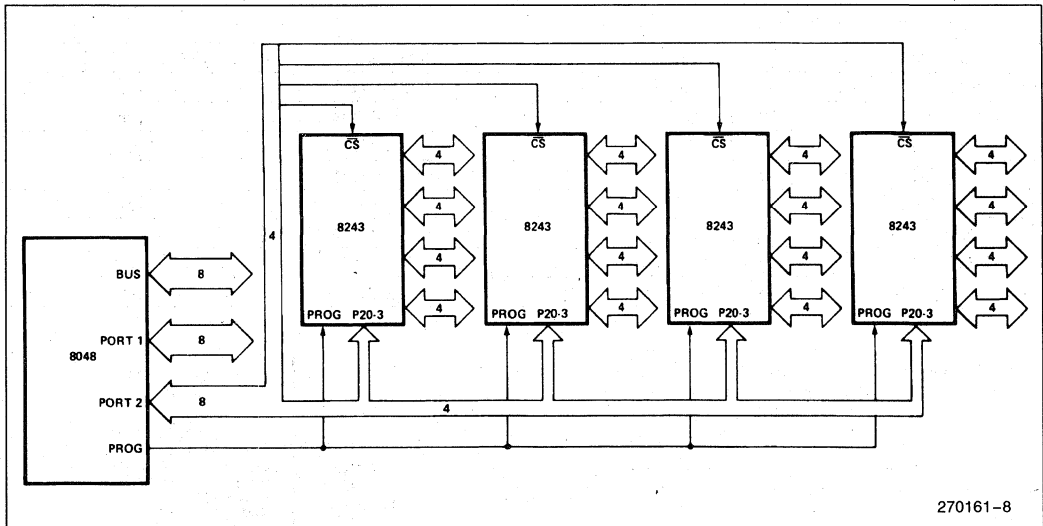 CS CS CS CS
4 4 4 4
8243 8243 8243 8243
4 4 4 4
4
4 4 4 4
BUS 8
4 4 4 4
PROG P20-3 PROG P20-3 PROG P20-3 PROG P20-3
PORT 1 8
8048
PORT 2 8
4
PROG
270161-8